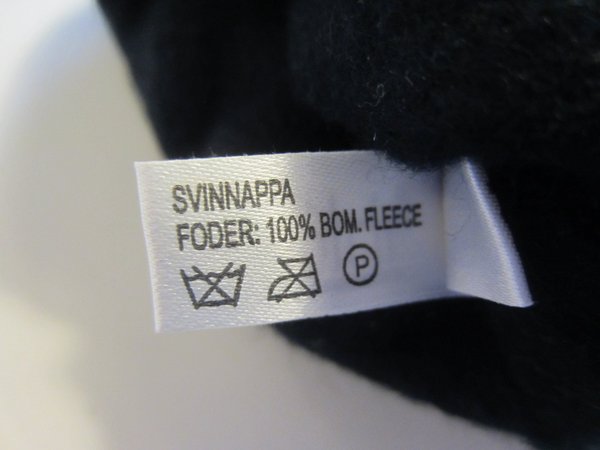 SVINNAPPA
FODER: 100% BOM. FLEECE
P